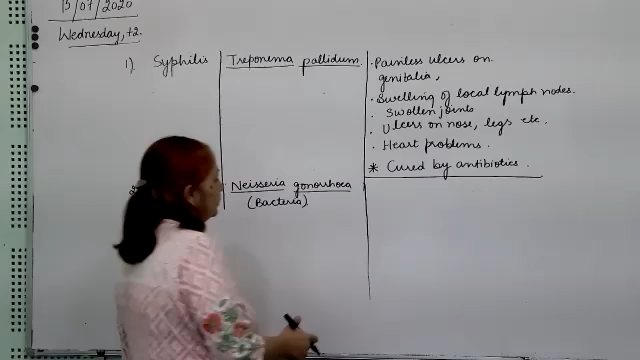 15/07/2020
Wednesday, +2
1) Syphilis
Treponema pallidum
• Painless ulcers on
genitalia,
• Swelling of local lymph nodes.
• Swollen joints
• Ulcers on nose, legs etc.
• Heart problems.
* Cured by antibiotics.
Neisseria gonorrhoea
(Bacteria)